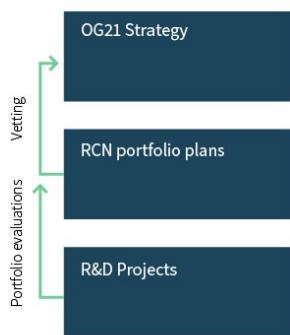 OG21 Strategy
Vetting
RCN portfolio plans
Portfolio evaluations
R&D Projects